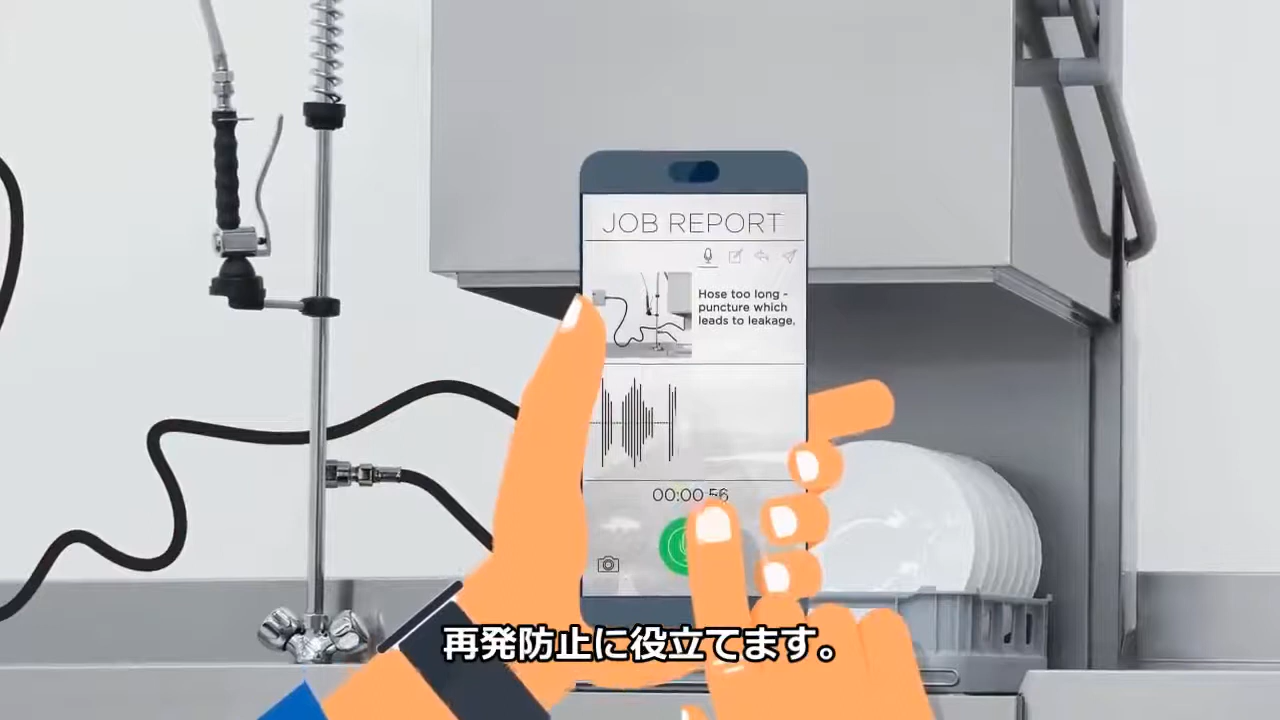 JOB REPORT
Hose too long -
puncture which
leads to leakage.
00:00 56
再発防止に役立てます。